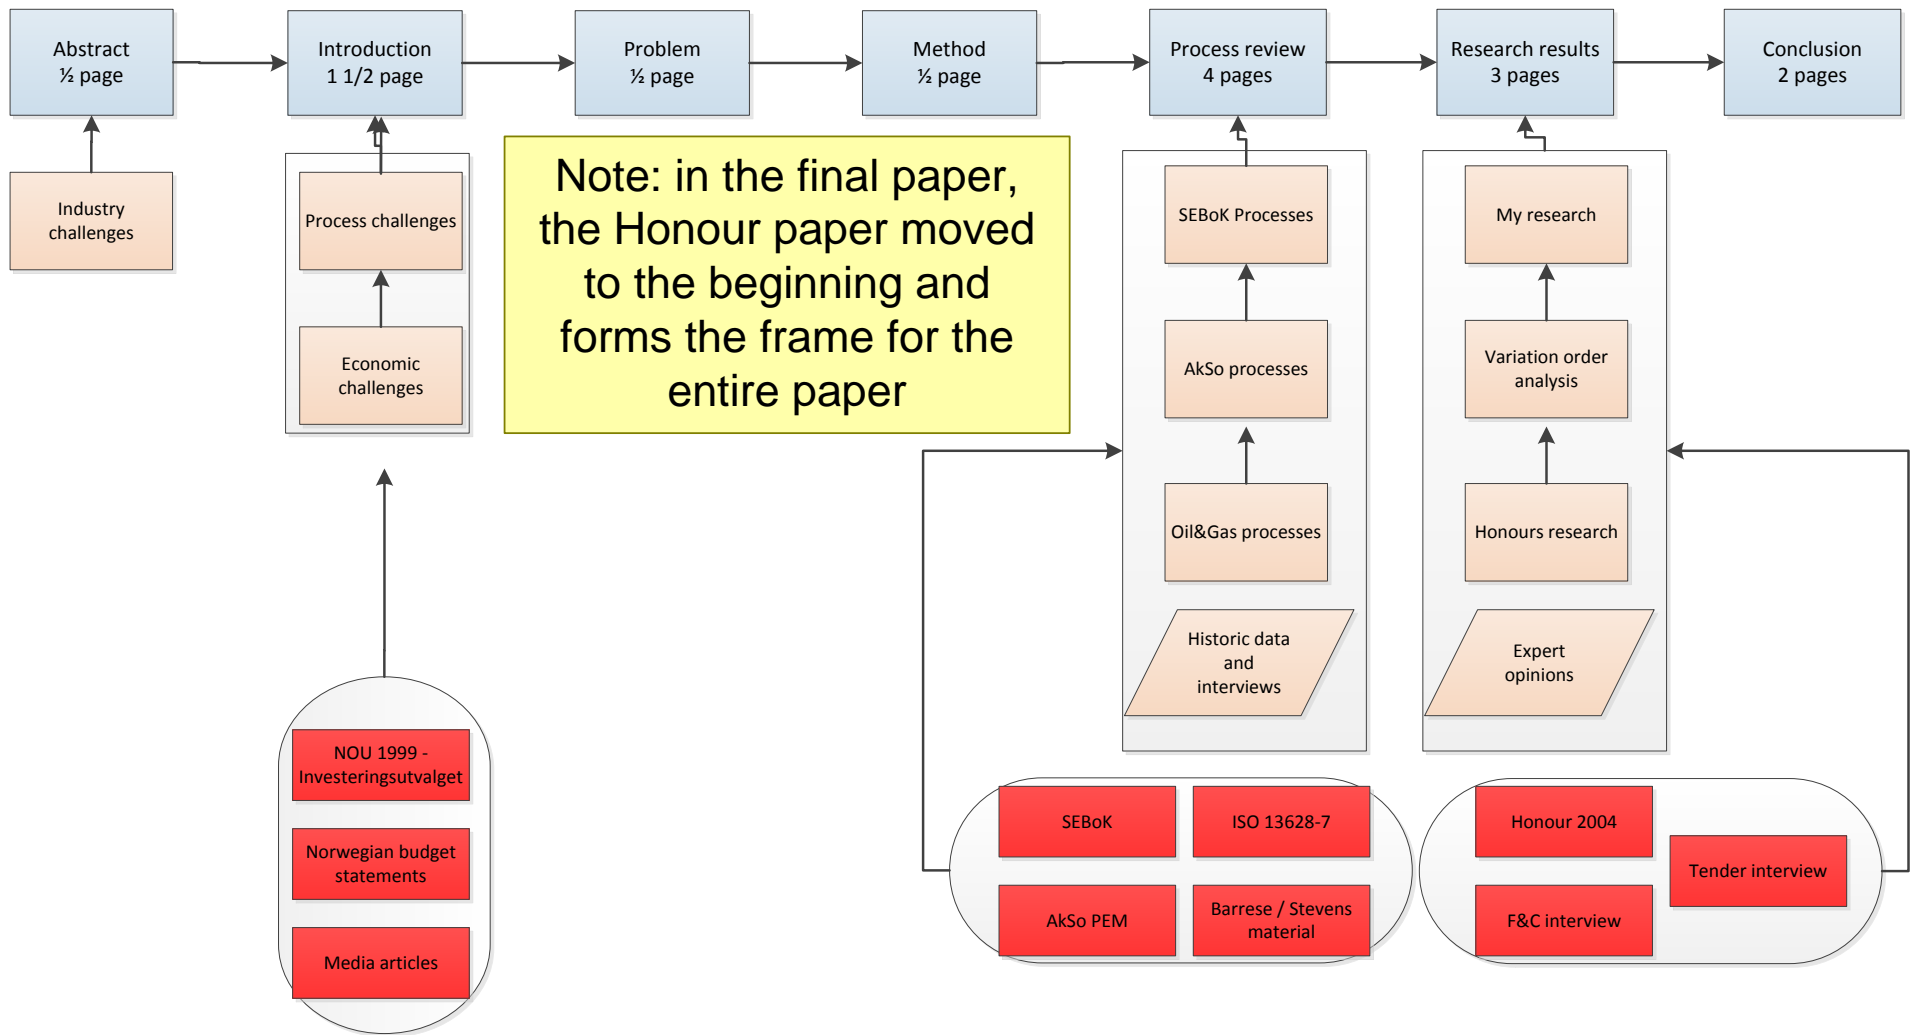 Abstract
½ page
Introduction
1 1/2 page
Problem
½ page
Method
½ page
Process review
4 pages
Research results
3 pages
Conclusion
2 pages
Industry
challenges
Process challenges
Economic
challenges
Note: in the final paper,
the Honour paper moved
to the beginning and
forms the frame for the
entire paper
SEBoK Processes
AkSo processes
Oil&Gas processes
Historic data
and
interviews
My research
Variation order
analysis
Honours research
Expert
opinions
NOU 1999 -
Investeringsutvalget
Norwegian budget
statements
Media articles
SEBoK
ISO 13628-7
AkSo PEM
Barrese / Stevens
material
Honour 2004
Tender interview
F&C interview